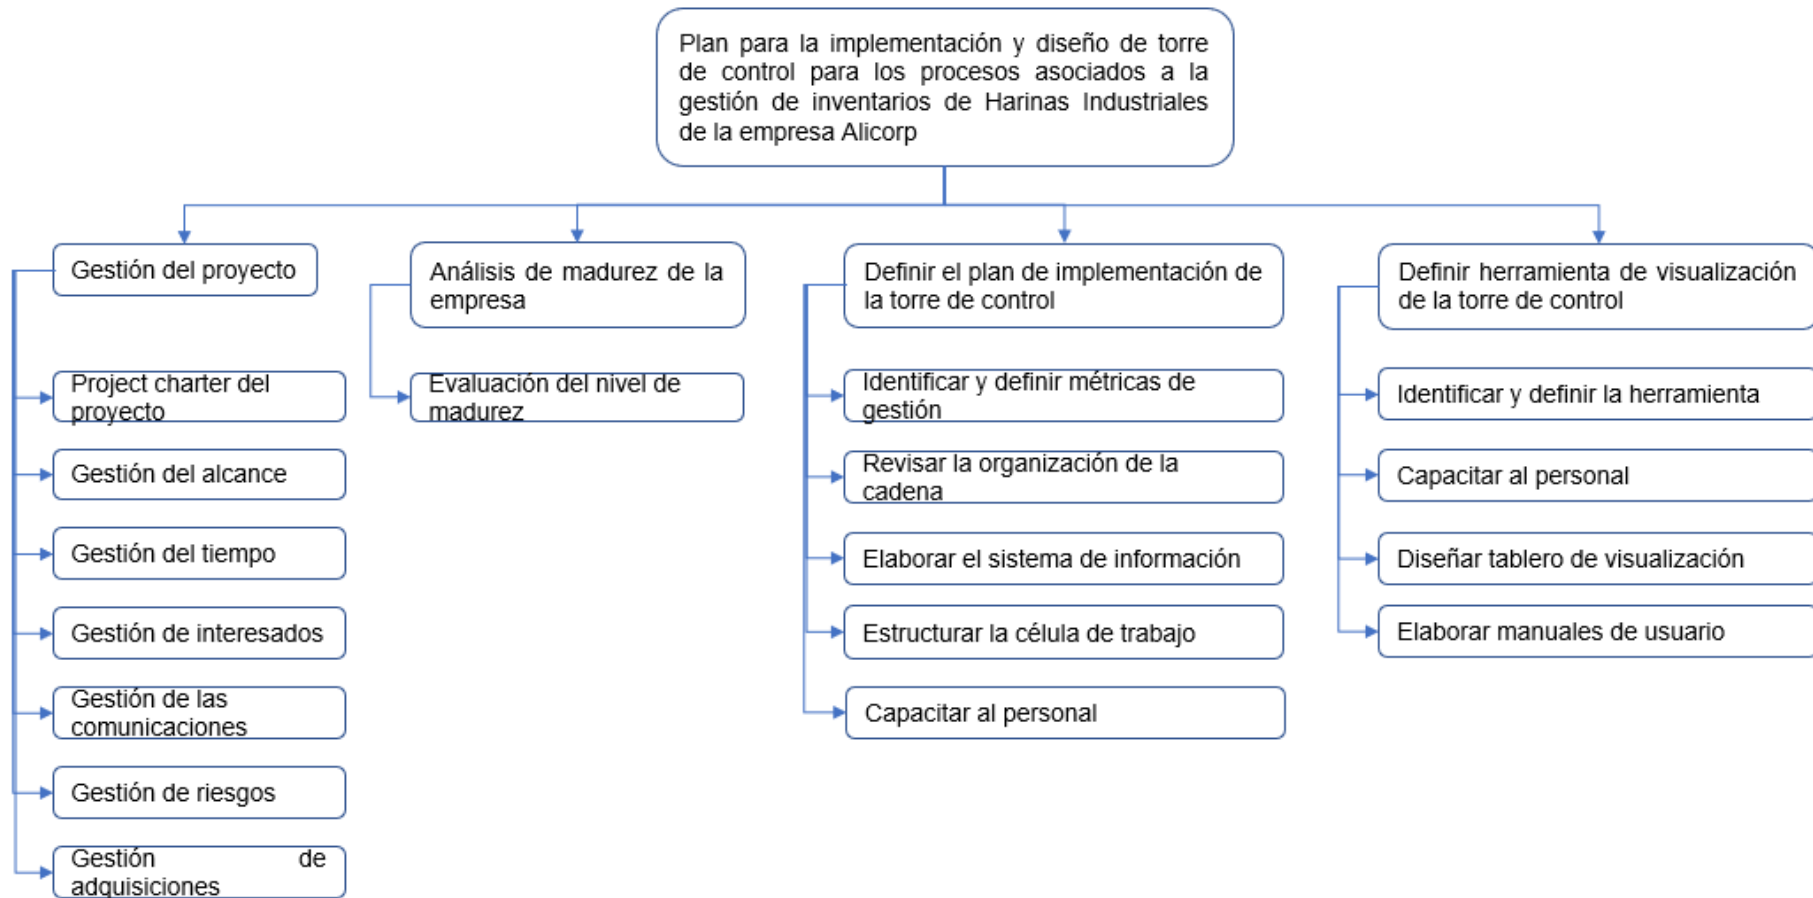 Plan para la implementación y diseño de torre
de control para los procesos asociados a la
gestión de inventarios de Harinas Industriales
de la empresa Alicorp
Gestión del proyecto
Project charter del
proyecto
Gestión del alcance
Gestión del tiempo
Gestión de interesados
Gestión de las
comunicaciones
Gestión de riesgos
Gestión de
adquisiciones
Análisis de madurez de la
empresa
Evaluación del nivel de
madurez
Definir el plan de implementación de
la torre de control
Identificar y definir métricas de
gestión
Revisar la organización de la
cadena
Elaborar el sistema de información
Estructurar la célula de trabajo
Capacitar al personal
Definir herramienta de visualización
de la torre de control
Identificar y definir la herramienta
Capacitar al personal
Diseñar tablero de visualización
Elaborar manuales de usuario